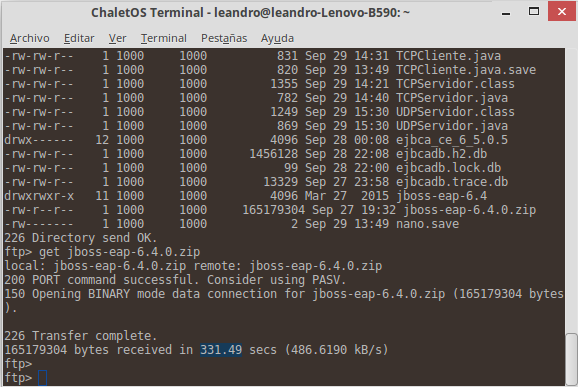 ChaletOS Terminal - leandro@leandro-Lenovo-B590: ~
Archivo Editar Ver Terminal Pestañas Ayuda
-rw-rw-r-- 1 1000 1000 831 Sep 29 14:31 TCPCliente.java
-rw-rw-r-- 1 1000 1000 820 Sep 29 13:49 TCPCliente.java.save
-rw-rw-r-- 1 1000 1000 1355 Sep 29 14:21 TCPServidor.class
-rw-rw-r-- 1 1000 1000 782 Sep 29 14:40 TCPServidor.java
-rw-rw-r-- 1 1000 1000 1249 Sep 29 15:30 UDPServidor.class
-rw-rw-r-- 1 1000 1000 869 Sep 29 15:30 UDPServidor.java
drwx------ 12 1000 1000 4096 Sep 28 00:08 ejbca_ce_6_5.0.5
-rw-rw-r-- 1 1000 1000 1456128 Sep 28 22:08 ejbcadb.h2.db
-rw-rw-r-- 1 1000 1000 99 Sep 28 22:00 ejbcadb.lock.db
-rw-rw-r-- 1 1000 1000 13329 Sep 27 23:58 ejbcadb.trace.db
drwxrwxr-x 11 1000 1000 4096 Mar 27 2015 jboss-eap-6.4
-rw-r--r-- 1 1000 1000 165179304 Sep 27 19:32 jboss-eap-6.4.0.zip
-rw------- 1 1000 1000 2 Sep 29 13:49 nano.save
226 Directory send OK.
ftp> get jboss-eap-6.4.0.zip
local: jboss-eap-6.4.0.zip remote: jboss-eap-6.4.0.zip
200 PORT command successful. Consider using PASV.
150 Opening BINARY mode data connection for jboss-eap-6.4.0.zip (165179304 bytes
).
226 Transfer complete.
165179304 bytes received in 331.49 secs (486.6190 kB/s)
ftp>
ftp>